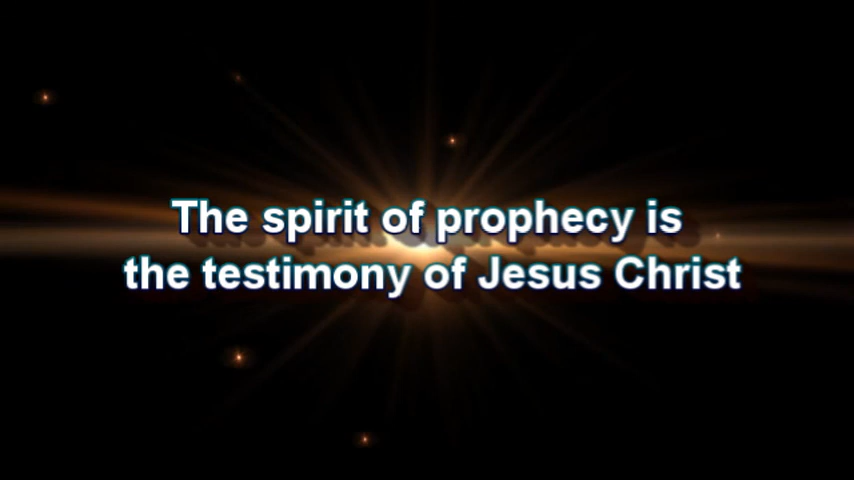 The spirit of prophecy is
the testimony of Jesus Christ